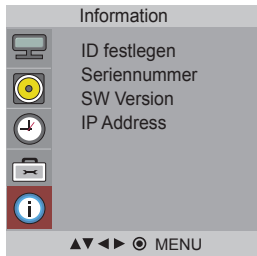 Information
ID festlegen
Seriennummer
SW Version
IP Address
▲▼◄► ⦿ MENU